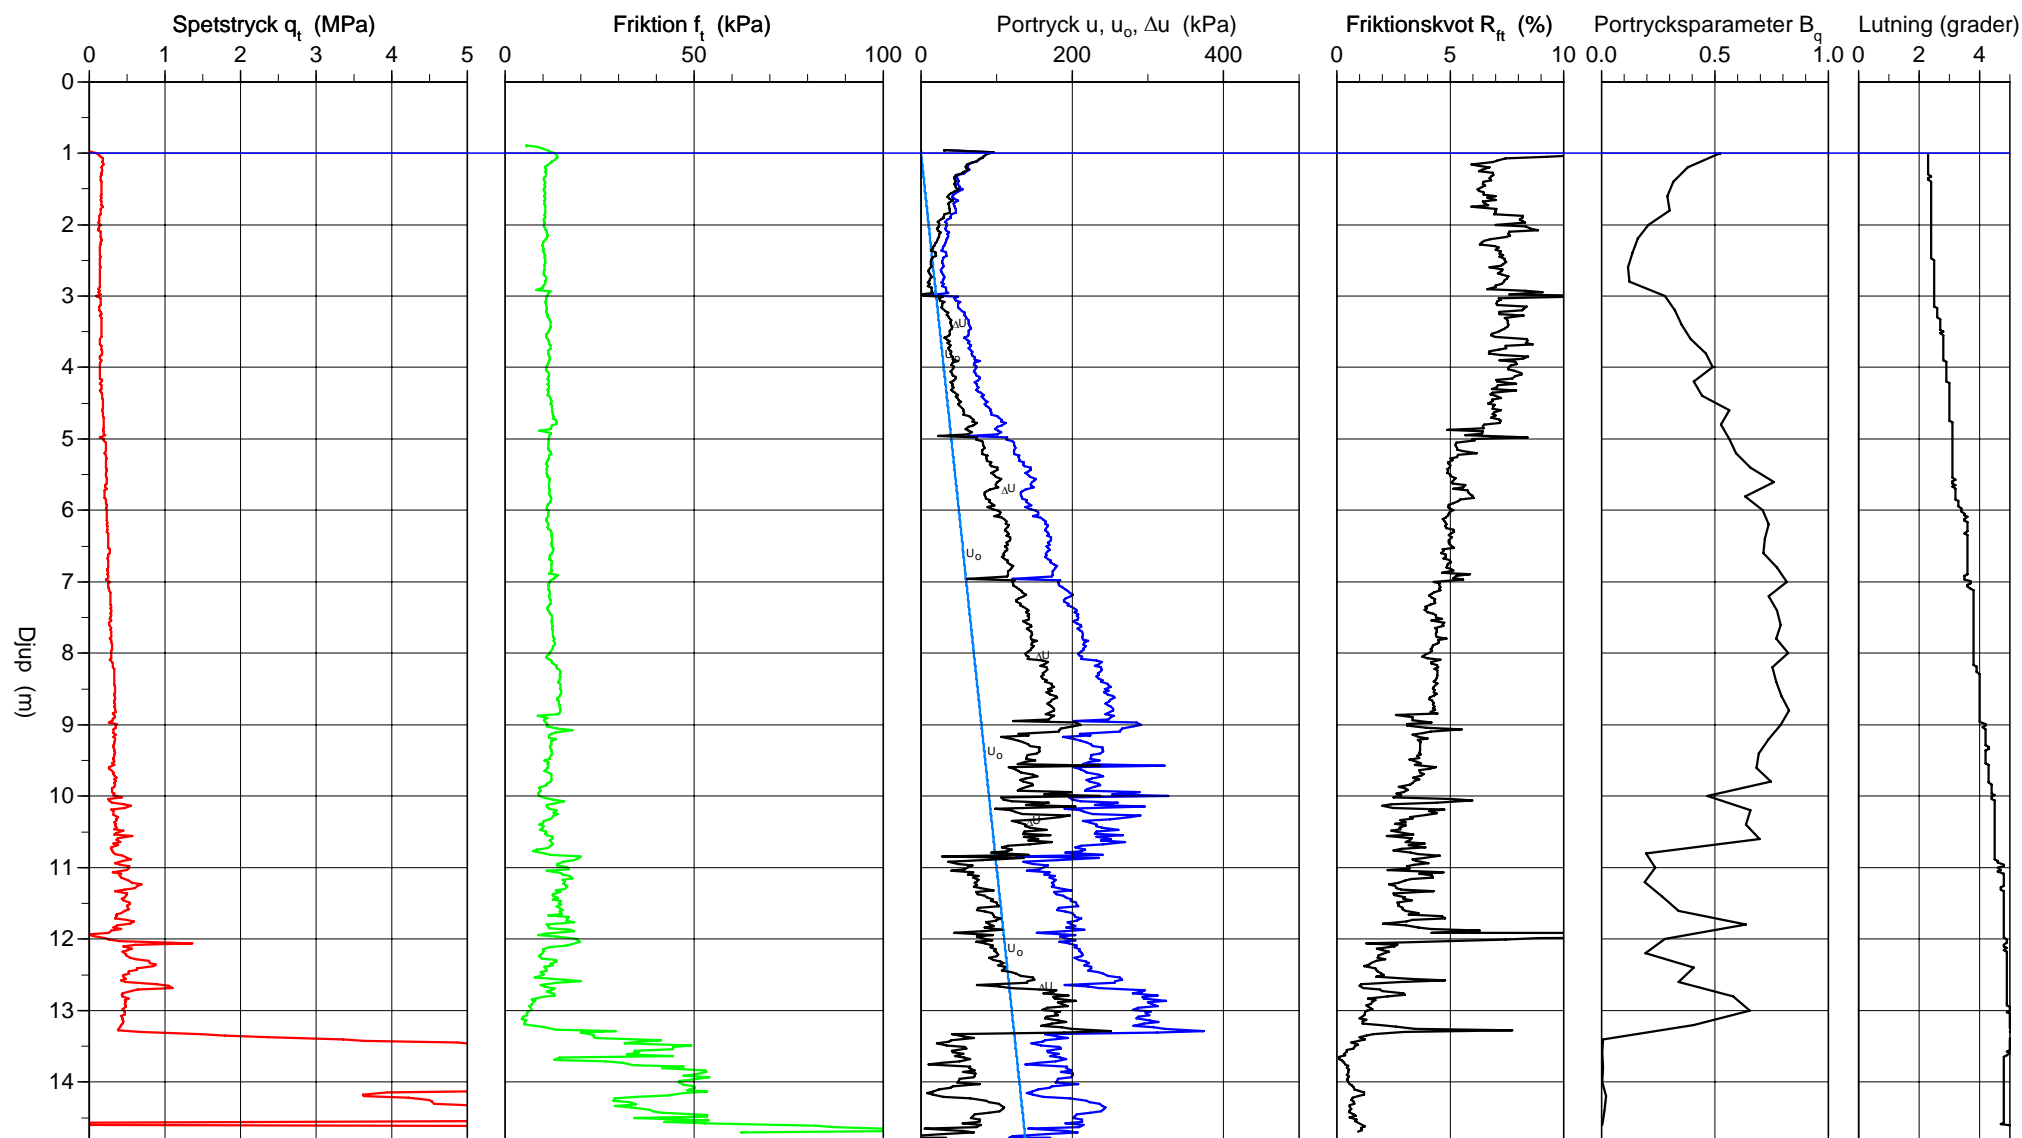 Spetstryck qt (MPa) Friktion ft (kPa) Portryck u, uo, Δu (kPa) Friktionskvot Rft (%) Portrycksparameter Bq Lutning (grader)
0 1 2 3 4 5 0 50 100 0 200 400 0 5 10 0.0 0.5 1.0 0 2 4
0
1
2
3
ΔU
Uo
4
5
ΔU
6
Uo
7
Djup (m)
8
ΔU
9
Uo
10
ΔU
11
12
Uo
ΔU
13
14